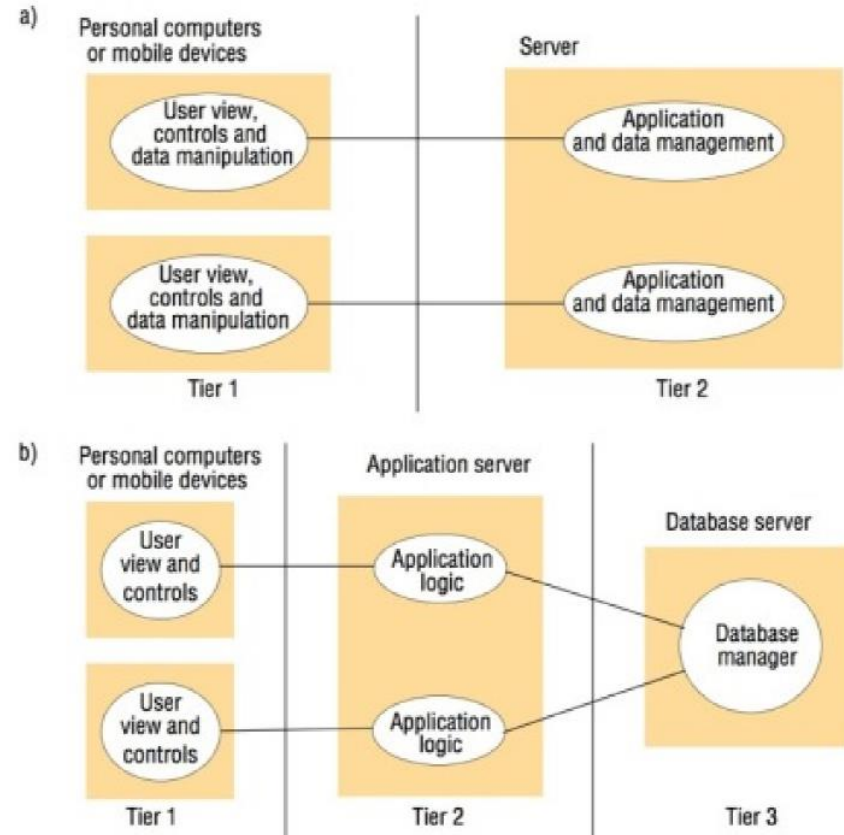 a)
Personal computers
or mobile devices
Server
User view,
controls and
data manipulation
Application
and data management
User view,
controls and
data manipulation
Application
and data management
Tier 1
Tier 2
b)
Personal computers
or mobile devices
Application server
Database server
User
view and
controls
Application
logic
Database
manager
User
view and
controls
Application
logic
Tier 1
Tier 2
Tier 3